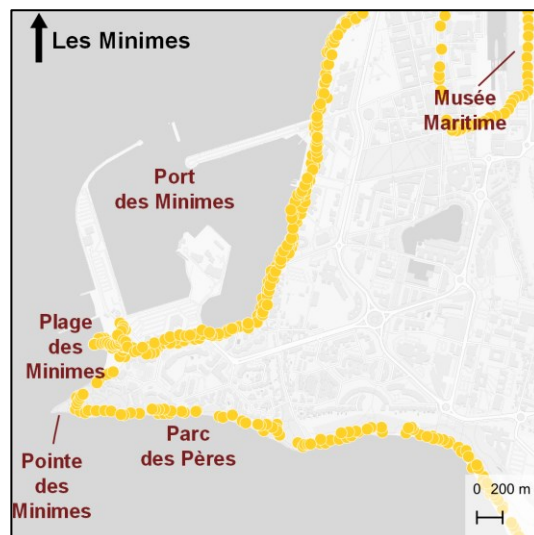 Les Minimes
Musée
Maritime
Port
des Minimes
Plage
des
Minimes
Parc
des Pères
Pointe
des
Minimes
0 200 m